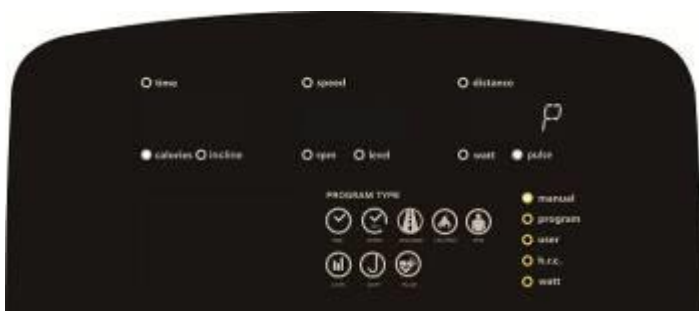 time speed distance
P
calories incline rpm level watt pulse
PROGRAM TYPE
manual
program
user
h.r.c.
watt